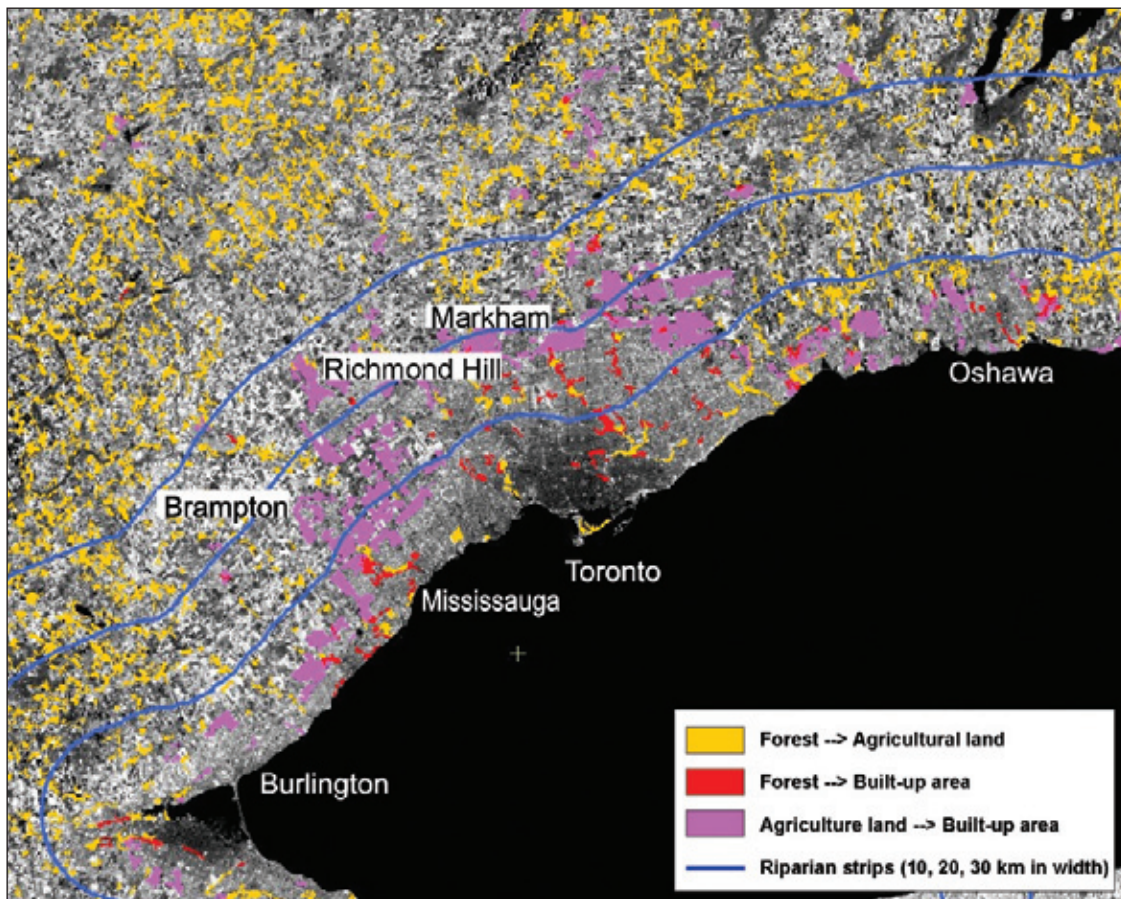 Markham
Richmond Hill
Oshawa
Brampton
Toronto
Mississauga
Burlington
Forest --> Agricultural land
Forest --> Built-up area
Agriculture land --> Built-up area
Riparian strips (10, 20, 30 km in width)